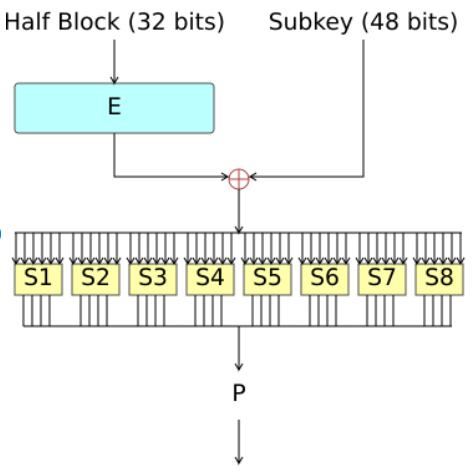 Half Block (32 bits) Subkey (48 bits)
E
S1 S2 S3 S4 S5 S6 S7 S8
P